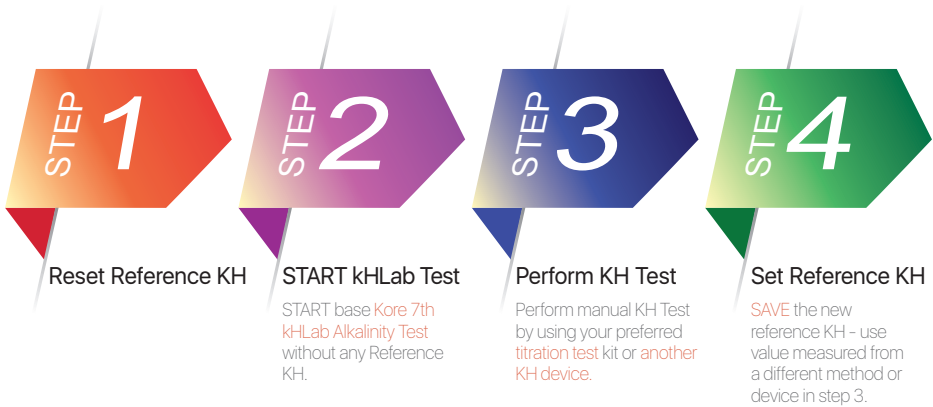 STEP 1
Reset Reference KH
STEP 2
START kHLab Test
START base Kore 7th
kHLab Alkalinity Test
without any Reference
KH.
STEP 3
Perform KH Test
Perform manual KH Test
by using your preferred
titration test kit or another
KH device.
STEP 4
Set Reference KH
SAVE the new
reference KH - use
value measured from
a different method or
device in step 3.